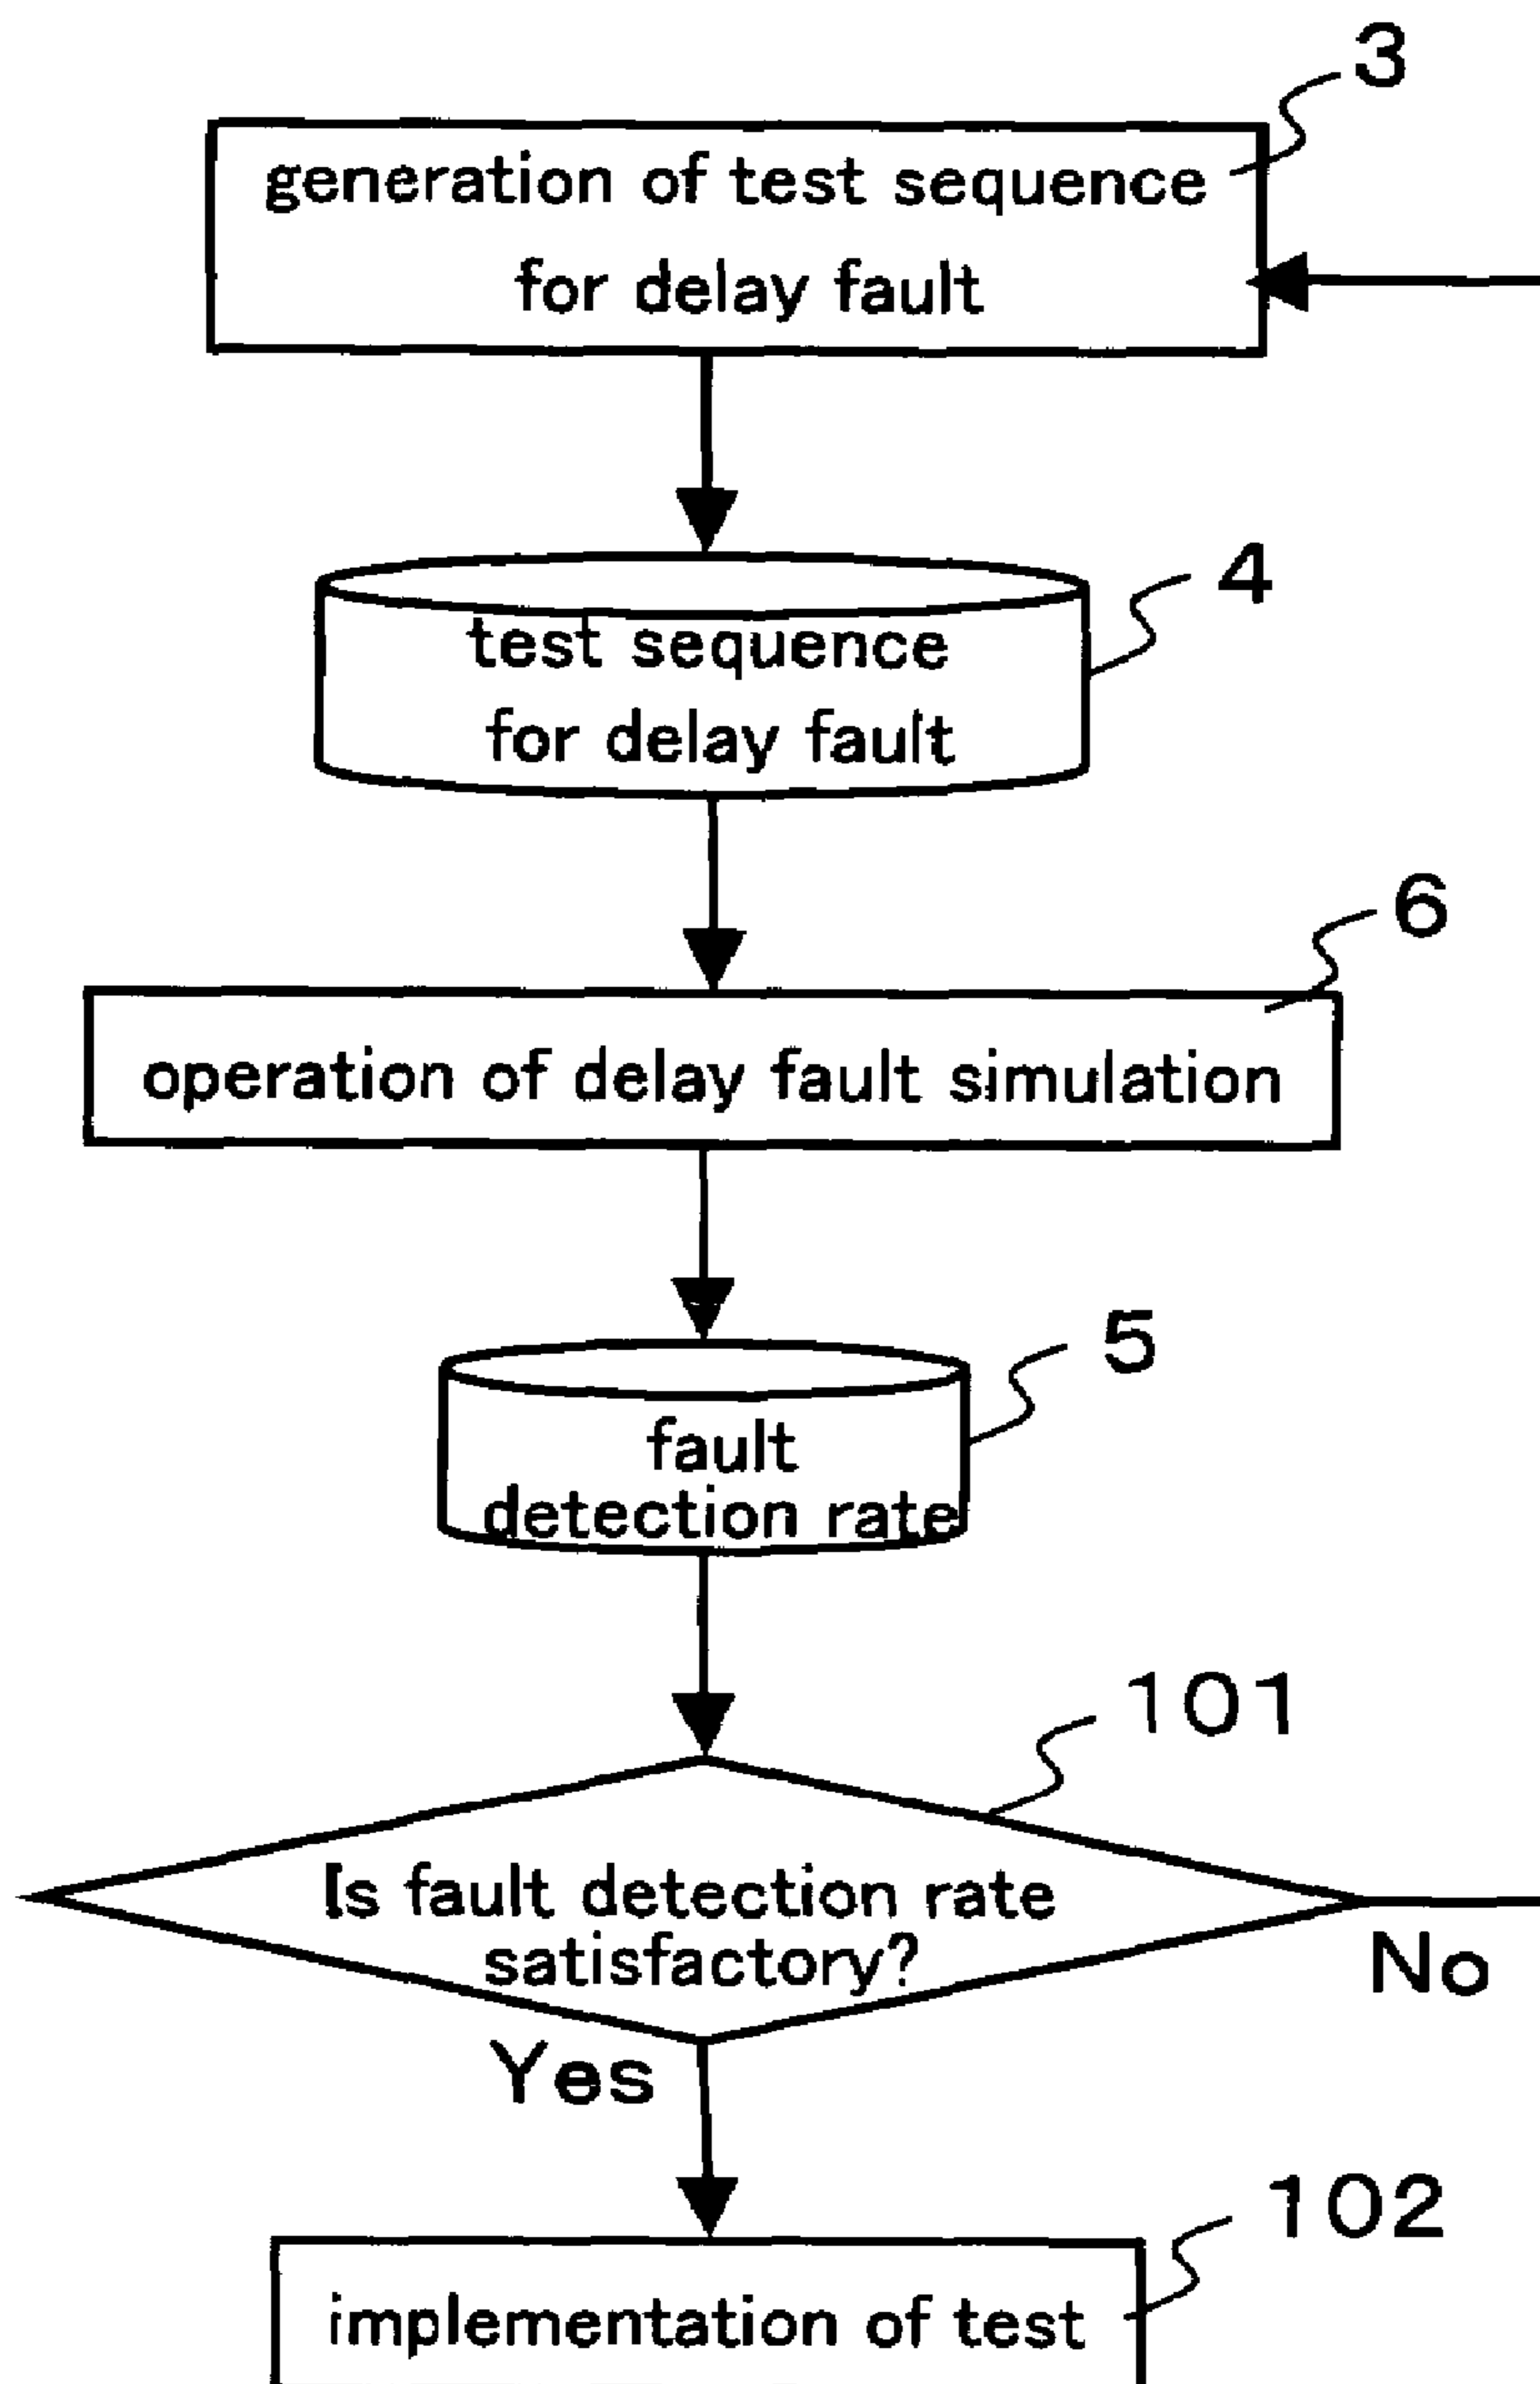 3
generation of test sequence
for delay fault
4
test sequence
for delay fault
6
operation of delay fault simulation
5
fault
detection rate
101
Is fault detection rate
satisfactory?
No
Yes
102
implementation of test